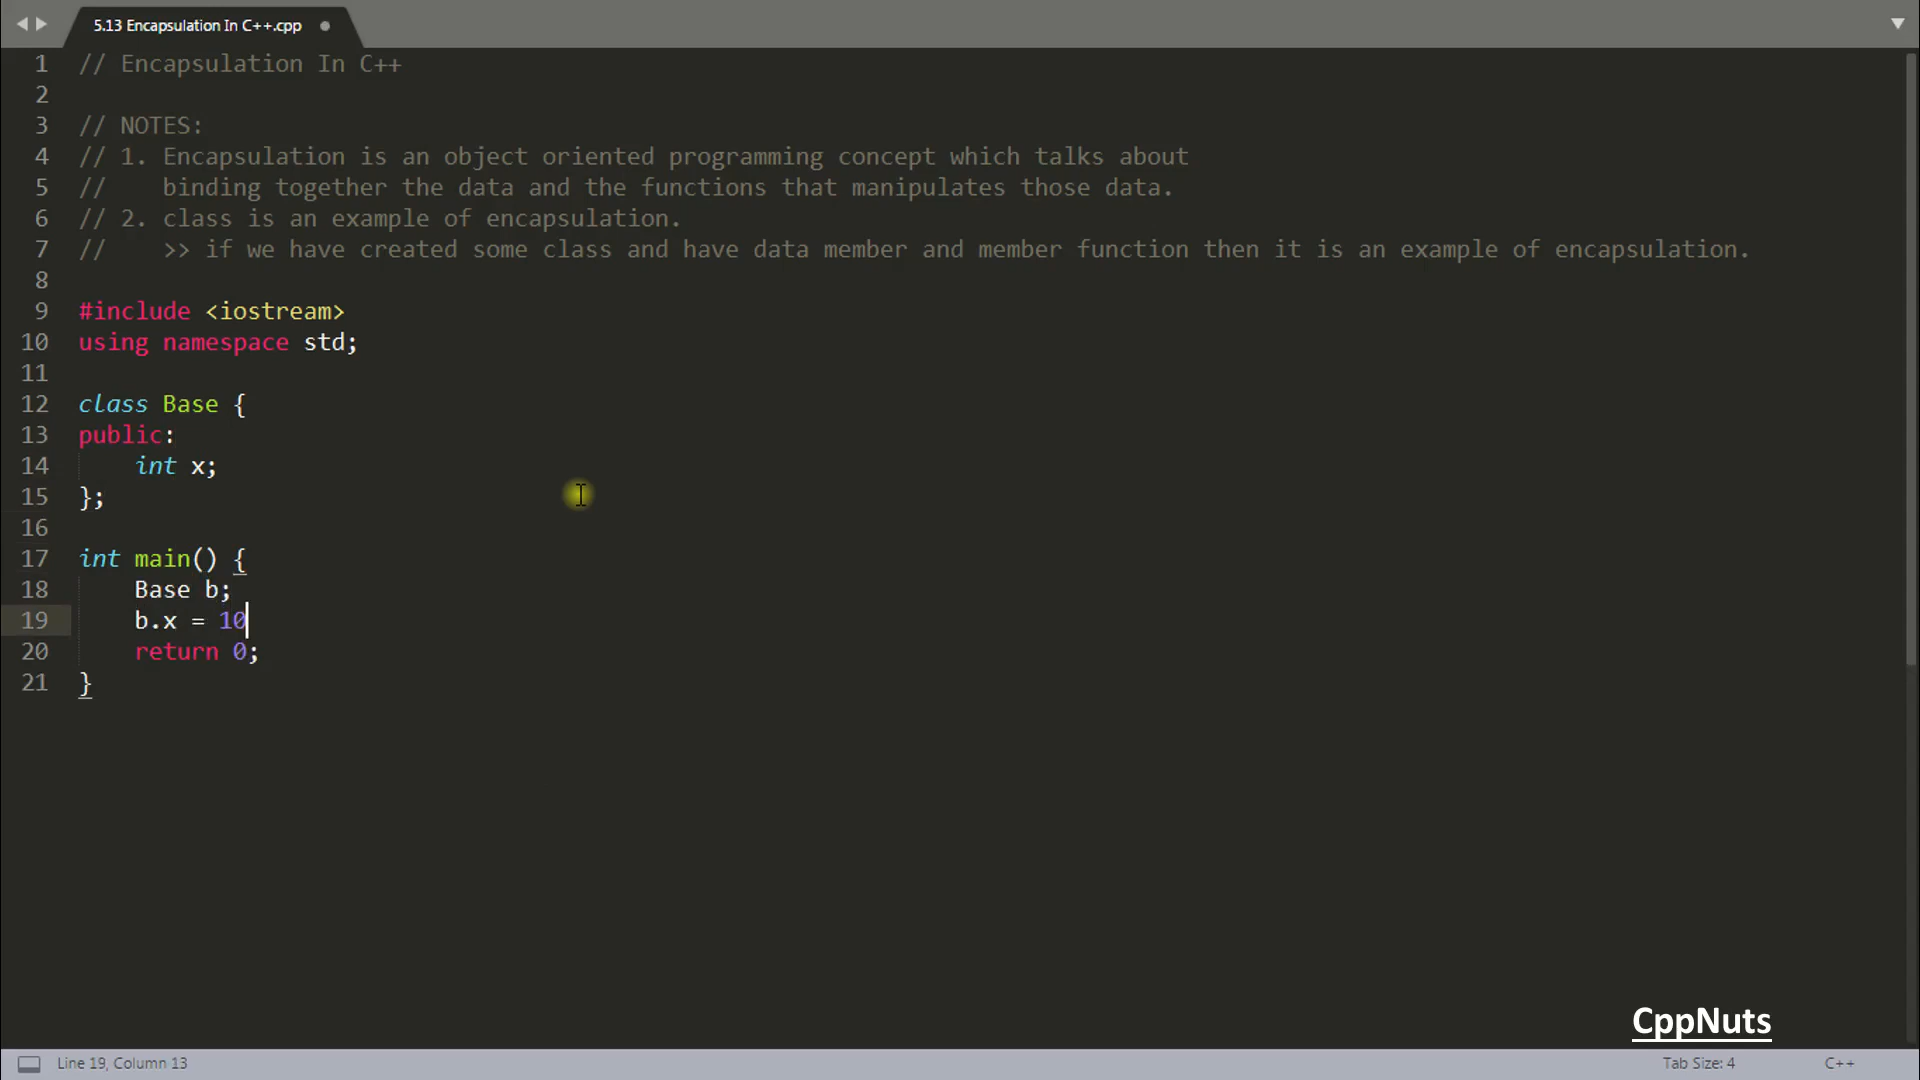 5.13 Encapsulation In C++.cpp
1 // Encapsulation In C++
2
3 // NOTES:
4 // 1. Encapsulation is an object oriented programming concept which talks about
5 //    binding together the data and the functions that manipulates those data.
6 // 2. class is an example of encapsulation.
7 //    >> if we have created some class and have data member and member function then it is an example of encapsulation.
8
9 #include <iostream>
10 using namespace std;
11
12 class Base {
13 public:
14     int x;
15 };
16
17 int main() {
18     Base b;
19     b.x = 10
20     return 0;
21 }
CppNuts
Line 19, Column 13 Tab Size: 4 C++